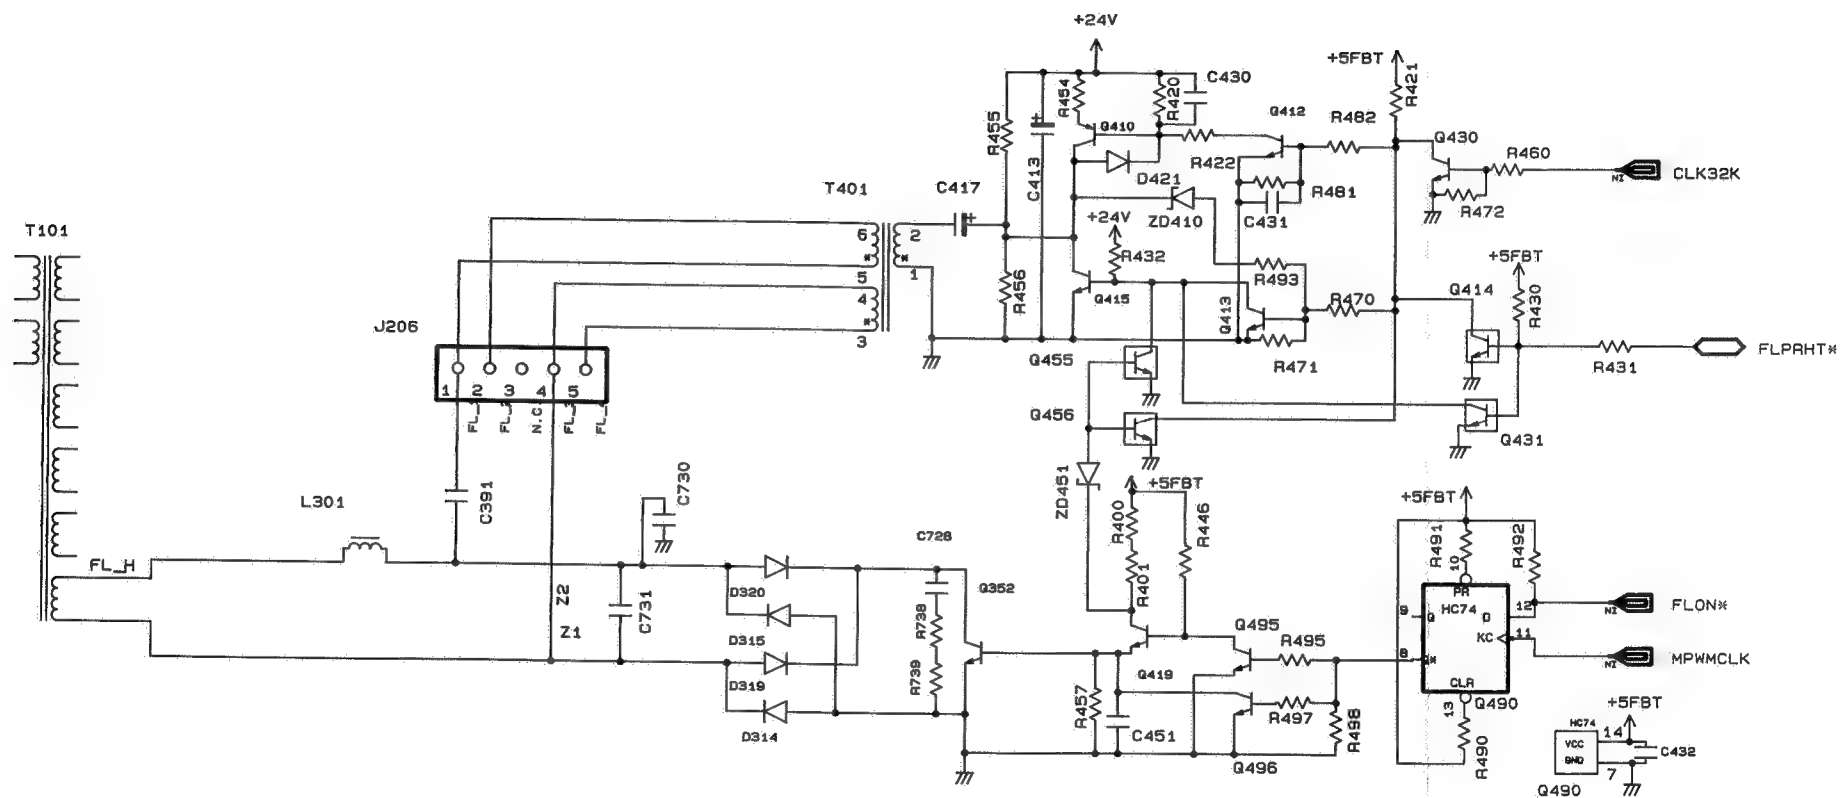 +24V
+5FBT
R421
C430
R454
R420
Q412
R482
Q430
R455
C413
Q410
R422
R460
NI
CLK32K
D421
R481
R472
T401
C417
+24V
ZD410
C431
T101
6
2
*
*
5
1
R432
R493
+5FBT
R456
Q415
Q413
R470
Q414
R430
4
*
3
J206
Q455
R471
R431
FLPRHT*
1
2
3
4
5
FL_
FL_
N.C
FL_
FL_
Q456
Q431
ZD451
+5FBT
+5FBT
L301
C391
C730
R400
R446
R491
R492
C728
10
FL_H
Z2
D320
Q352
R401
PR
HC74
12
NI
FLON*
C731
R738
9
Q
D
Z1
D315
Q495
R495
KC
11
D319
R739
Q419
8
Q*
NI
MPWMCLK
CLR
R457
R497
13
Q490
+5FBT
D314
C451
R498
HC74
14
R490
VCC
C432
Q496
GND
7
Q490